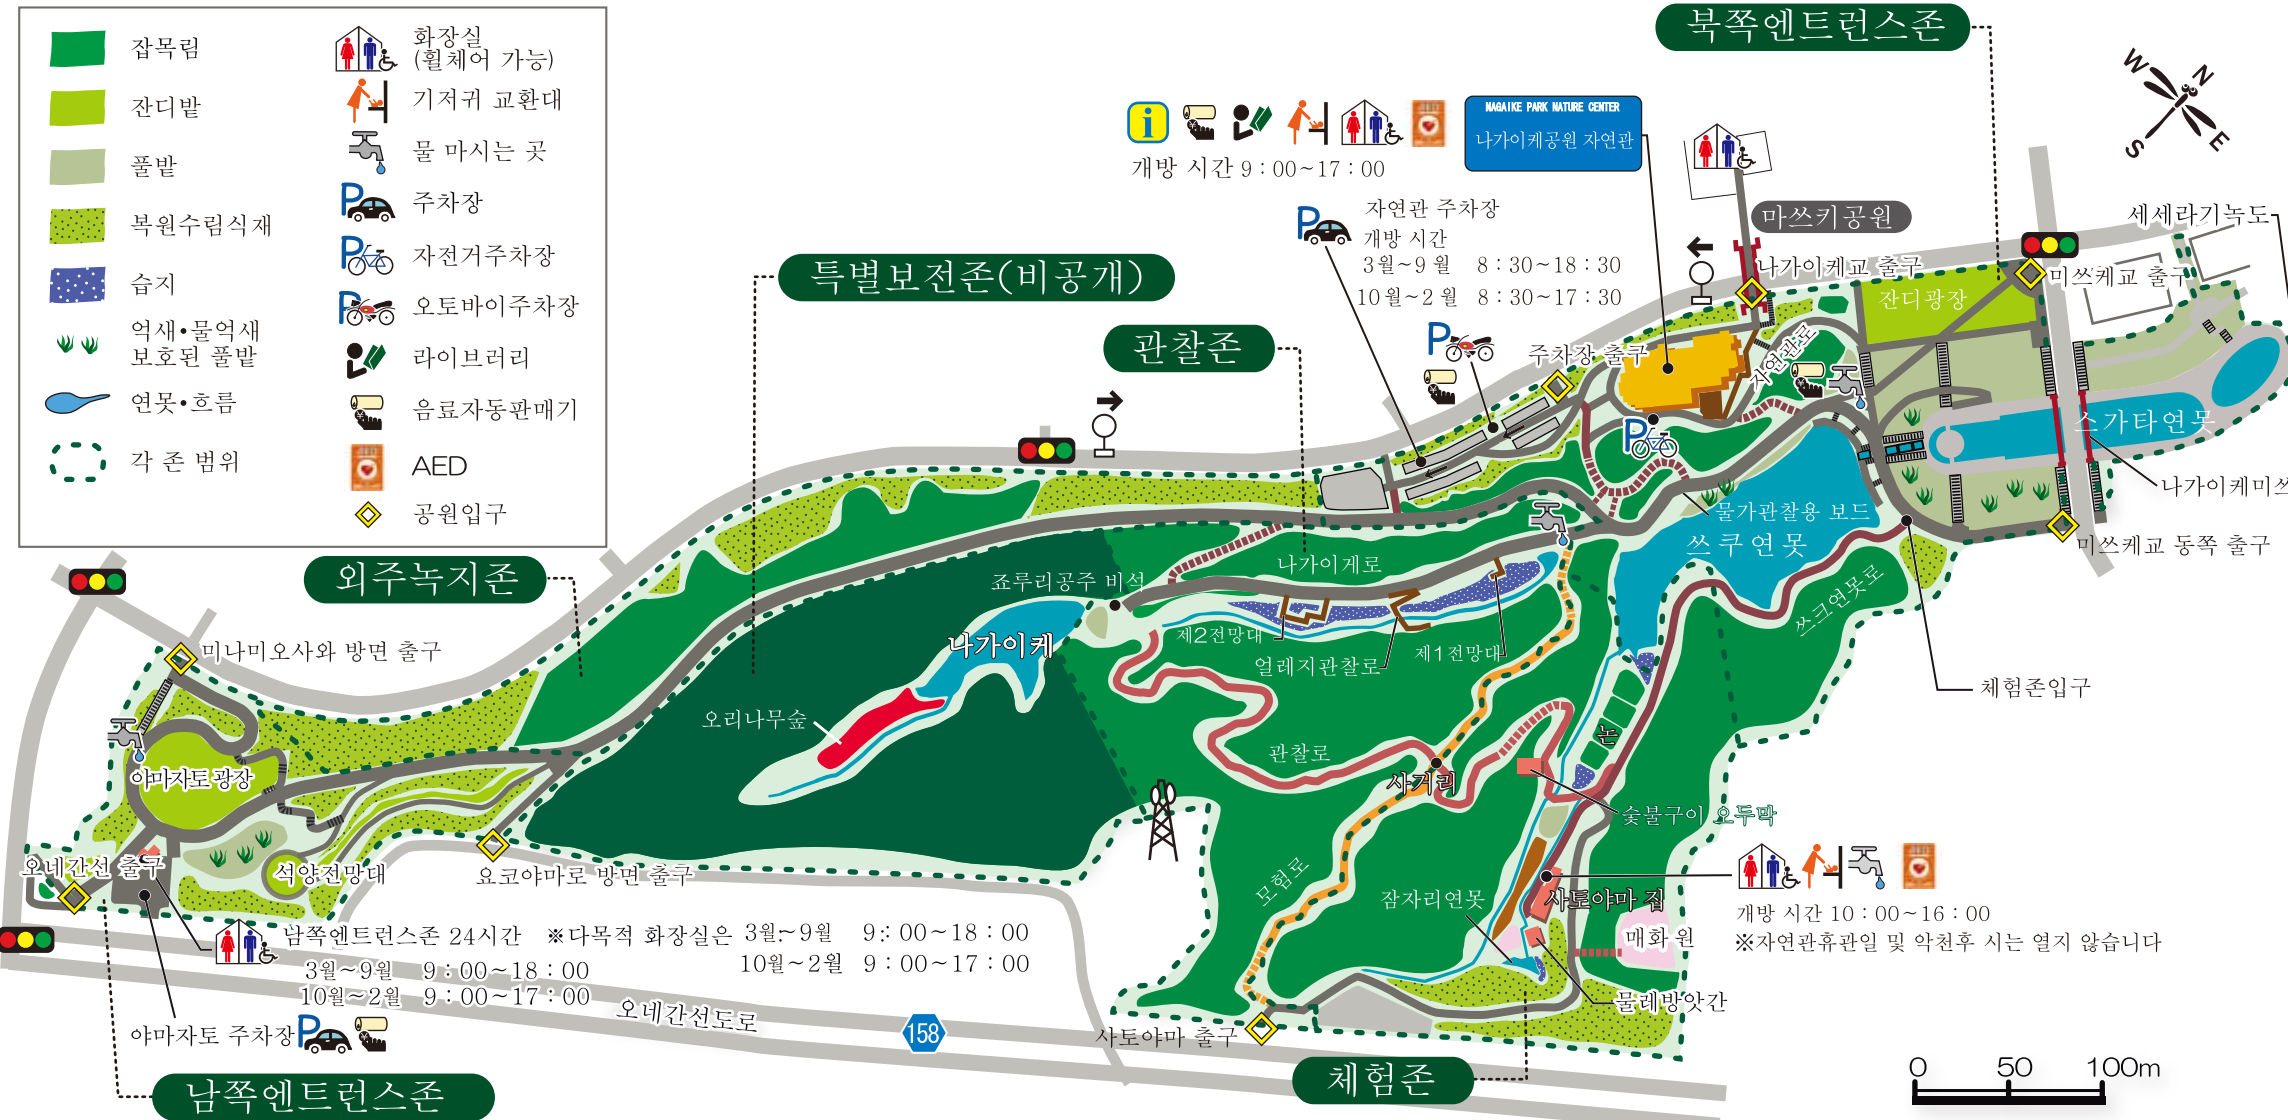 잡목림
잔디밭
풀밭
복원수림식재
습지
억새•물억새
보호된 풀밭
연못•흐름
각 존 범위
화장실
(휠체어 가능)
기저귀 교환대
물 마시는 곳
주차장
자전거주차장
오토바이주차장
라이브러리
음료자동판매기
AED
공원입구
북쪽엔트런스존
W
N
S
E
NAGAIKE PARK NATURE CENTER
나가이케공원 자연관
개방 시간 9 : 00~17 : 00
자연관 주차장
개방 시간
3월~9 월 8 : 30~18 : 30
10월~2 월 8 : 30~17 : 30
마쓰키공원
세세라기녹도
나가이케교 출구
미쓰케교 출구
잔디광장
특별보전존(비공개)
관찰존
주차장 출구
자연관로
스가타연못
나가이케미쓰
물가관찰용 보드
쓰쿠연못
미쓰케교 동쪽 출구
외주녹지존
죠루리공주 비석
나가이게로
쓰크연못로
나가이케
제2전망대
얼레지관찰로
제1전망대
체험존입구
미나미오사와 방면 출구
오리나무숲
관찰로
사거리
논
야마자토광장
숯불구이 오두막
오네간선 출구
석양전망대
요코야마로 방면 출구
모험로
잠자리연못
사토야마 집
개방 시간 10 : 00~16 : 00
※자연관휴관일 및 악천후 시는 열지 않습니다
매화원
남쪽엔트런스존 24시간 ※다목적 화장실은 3월~9월 9 : 00~18 : 00
10월~2월 9 : 00~17 : 00
3월~9월 9 : 00~18 : 00
10월~2월 9 : 00~17 : 00
물레방앗간
야마자토 주차장
오네간선도로
158
사토야마 출구
체험존
남쪽엔트런스존
0 50 100m